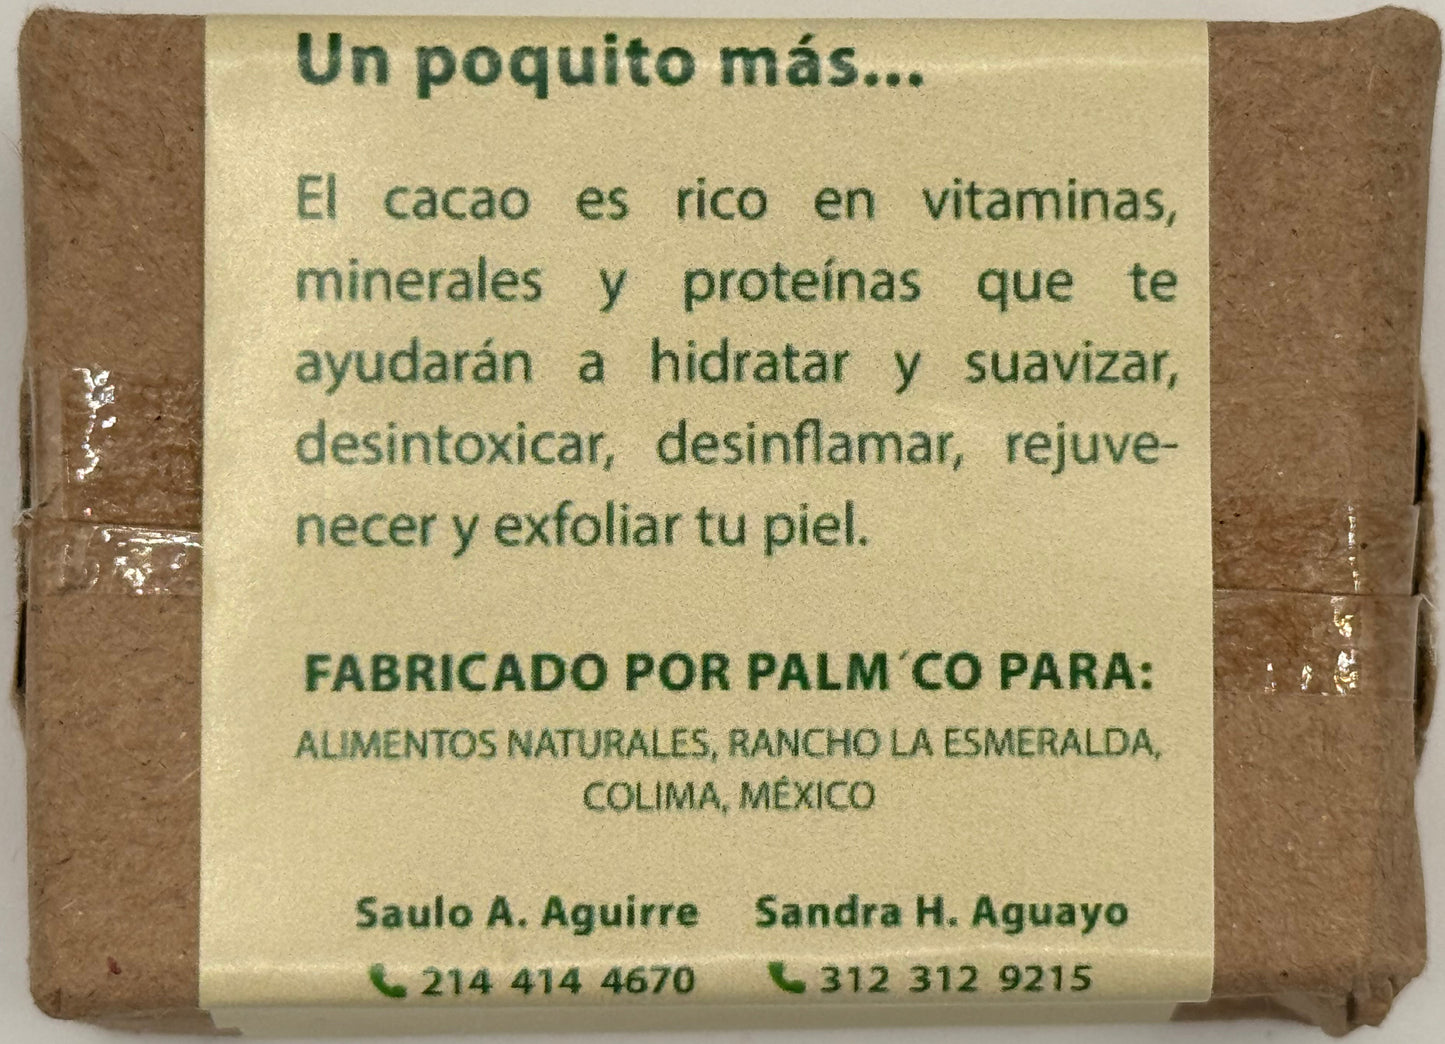 Un poquito más...
El cacao es rico en vitaminas,
minerales y proteínas que te
ayudarán a hidratar y suavizar,
desintoxicar, desinflamar, rejuve-
necer y exfoliar tu piel.
FABRICADO POR PALM´CO PARA:
ALIMENTOS NATURALES, RANCHO LA ESMERALDA,
COLIMA, MÉXICO
Saulo A. Aguirre Sandra H. Aguayo
214 414 4670 312 312 9215